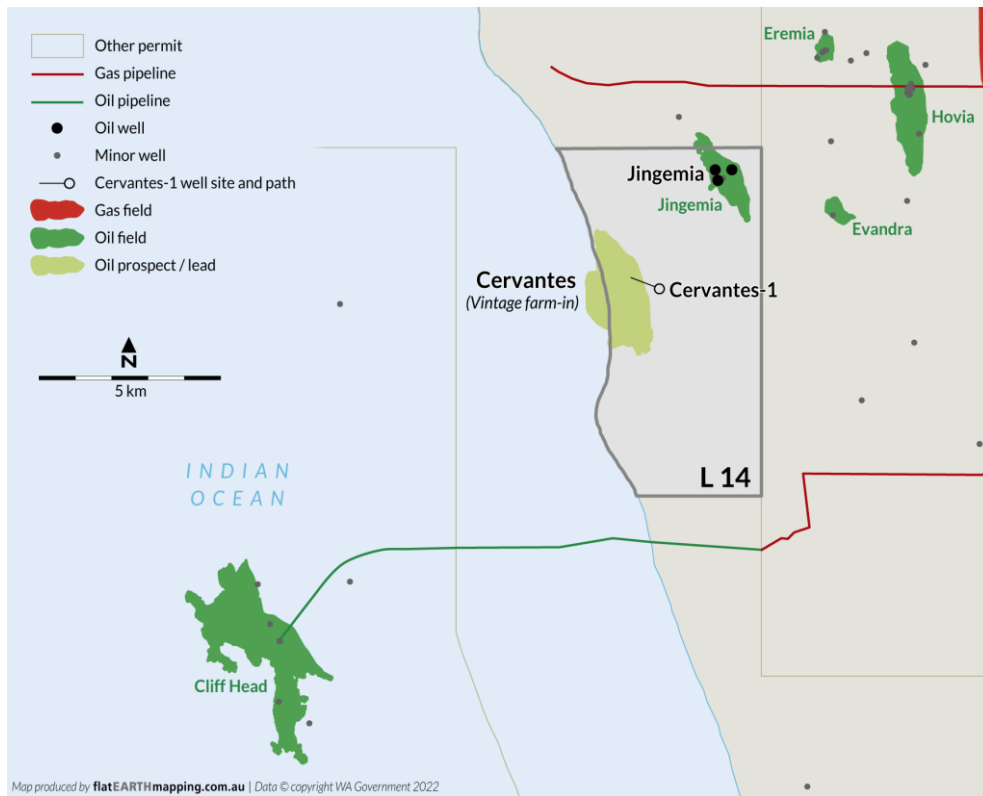 Other permit
Gas pipeline
Oil pipeline
Oil well
Minor well
Cervantes-1 well site and path
Gas field
Oil field
Oil prospect / lead
N
5 km
Eremia
Hovia
Jingemia
Jingemia
Evandra
Cervantes
(Vintage farm-in)
Cervantes-1
L 14
INDIAN
OCEAN
Cliff Head
Map produced by flatEARTHmapping.com.au | Data © copyright WA Government 2022